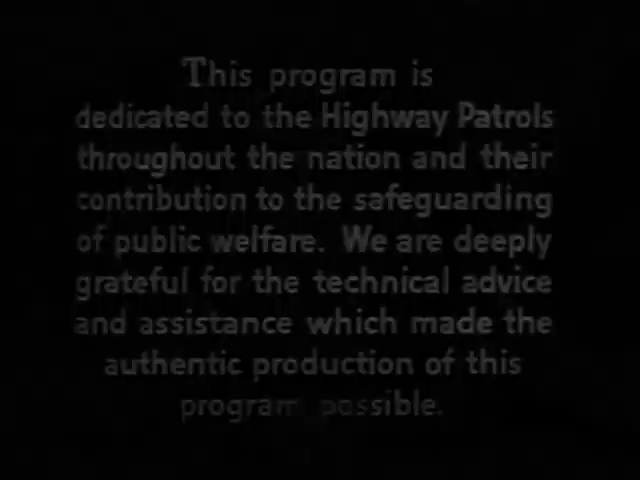 This program is
dedicated to the Highway Patrols
throughout the nation and their
contribution to the safeguarding
of public welfare. We are deeply
grateful for the technical advice
and assistance which made the
authentic production of this
program possible.